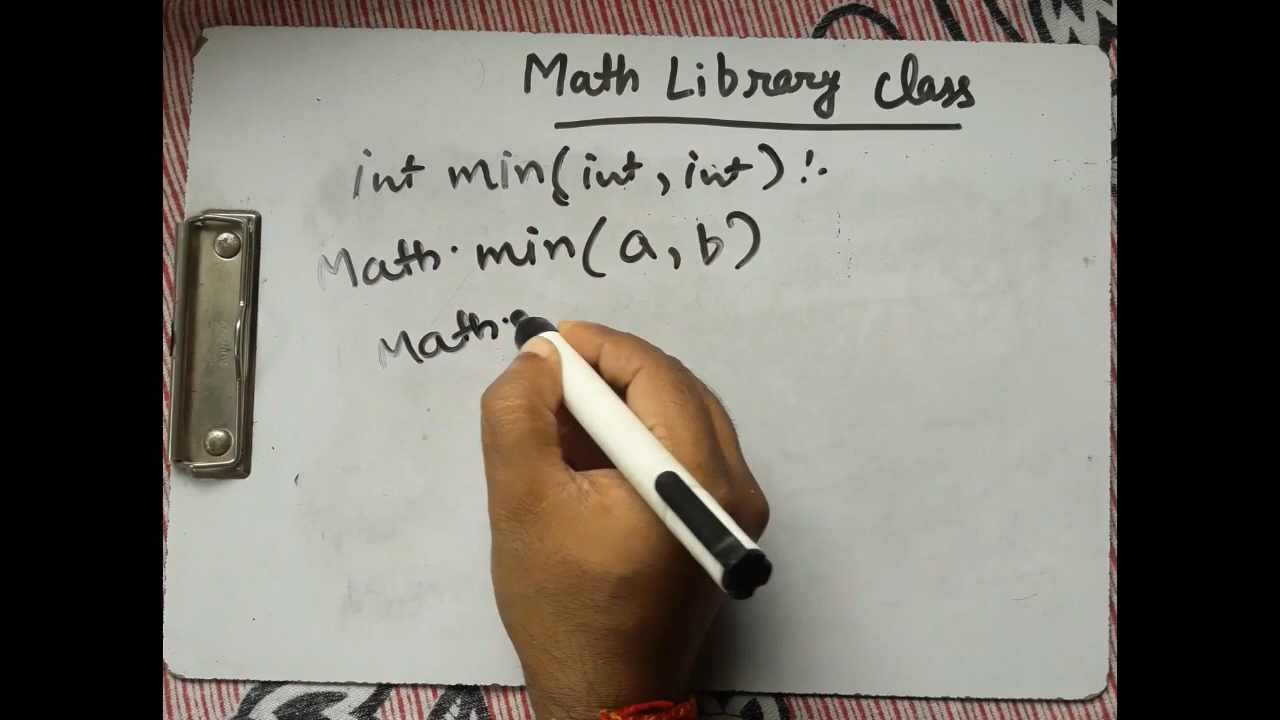 Math Library class
int min(int, int) :-
Math.min(a, b)
Math.